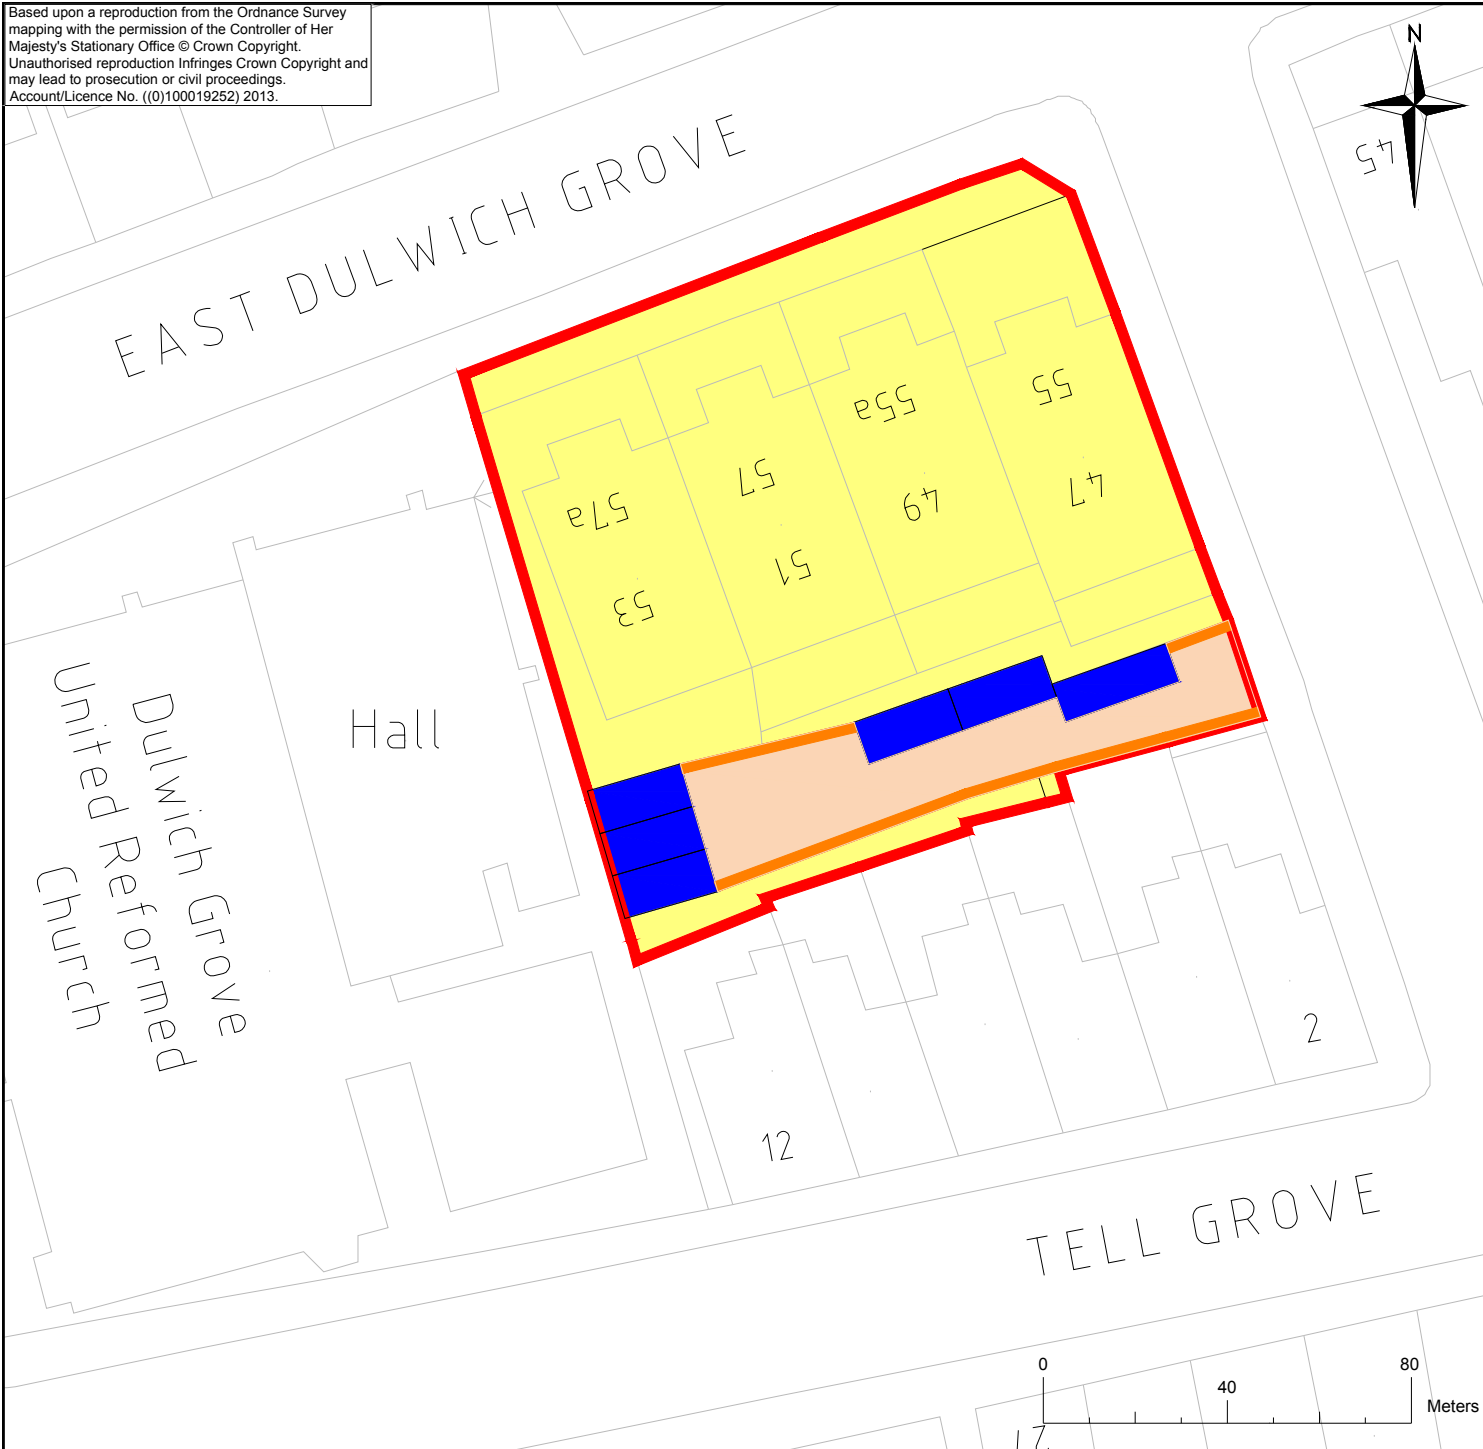 Based upon a reproduction from the Ordnance Survey
mapping with the permission of the Controller of Her
Majesty's Stationary Office © Crown Copyright.
Unauthorised reproduction Infringes Crown Copyright and
may lead to prosecution or civil proceedings.
Account/Licence No. ((0)100019252) 2013.
N
45
EAST DULWICH GROVE
55
55a
57
57a
47
49
51
53
Hall
Dulwich Grove
United Reformed
Church
2
12
TELL GROVE
0
40
80
Meters